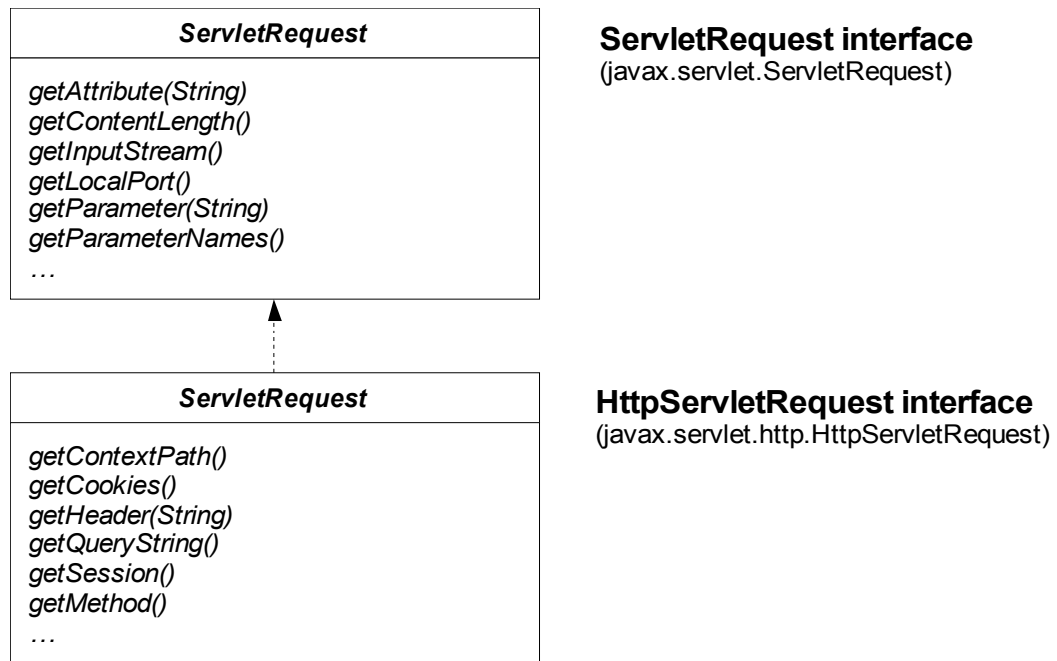 ServletRequest
getAttribute(String)
getContentLength()
getInputStream()
getLocalPort()
getParameter(String)
getParameterNames()
…
ServletRequest interface
(javax.servlet.ServletRequest)
ServletRequest
getContextPath()
getCookies()
getHeader(String)
getQueryString()
getSession()
getMethod()
…
HttpServletRequest interface
(javax.servlet.http.HttpServletRequest)